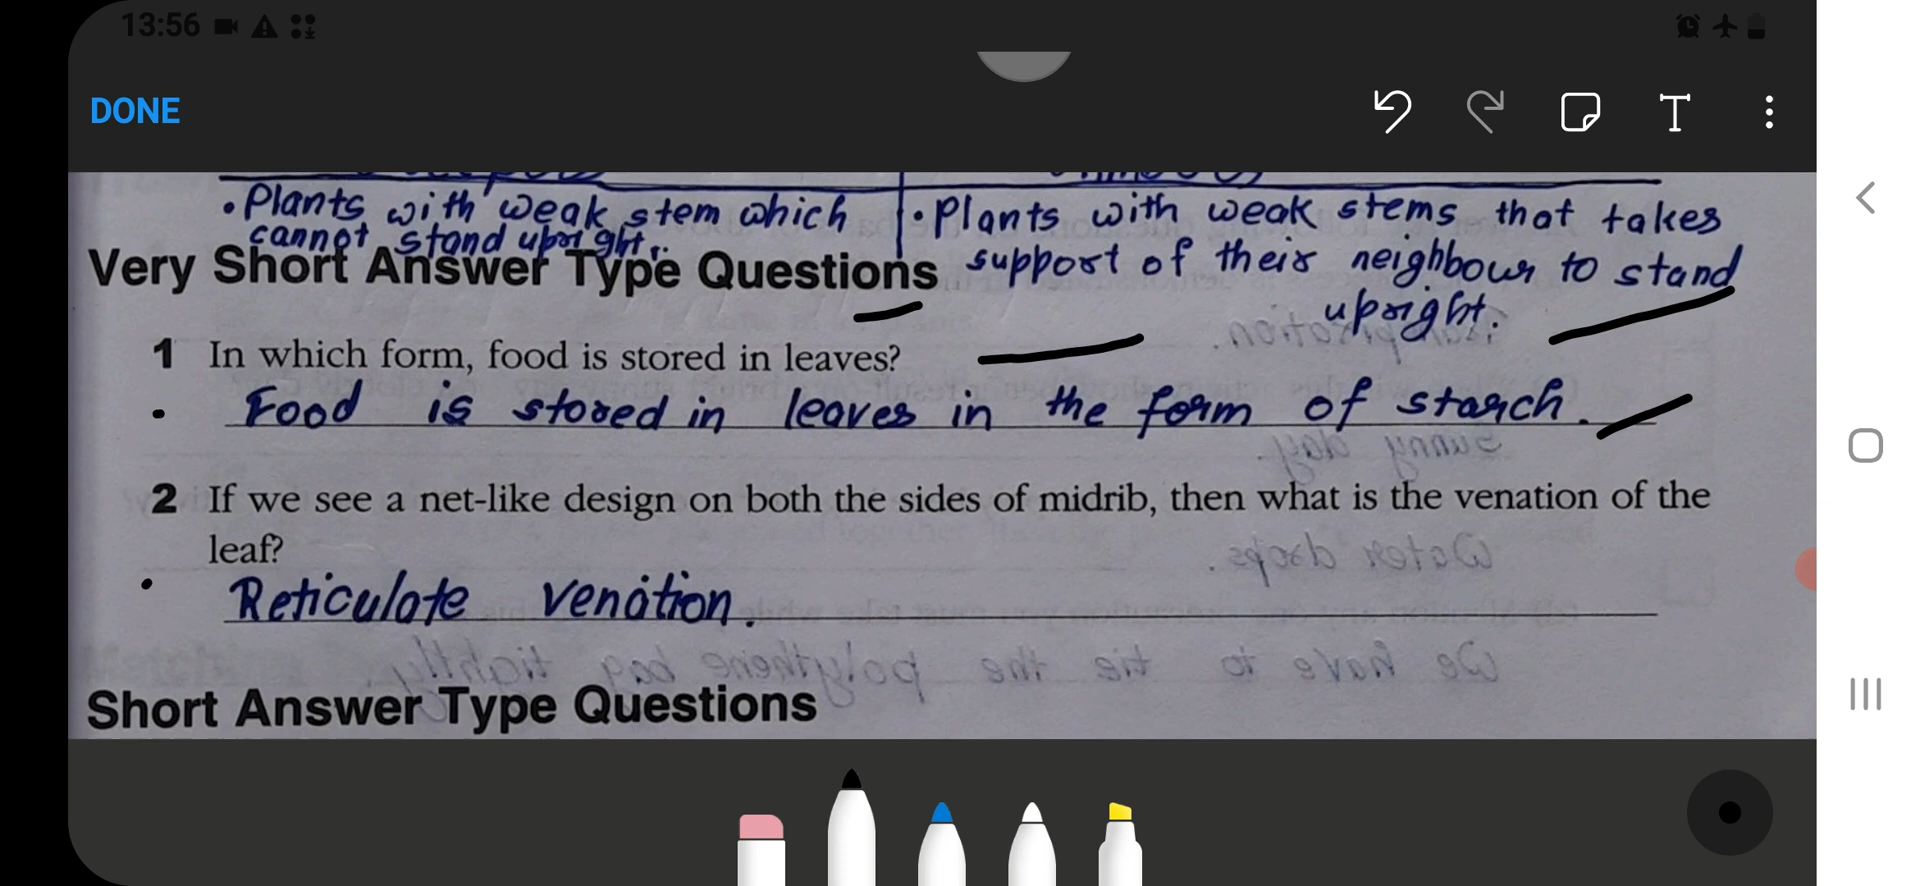 13:56
DONE
T
• Plants with weak stem which
cannot stand upright.
• Plants with weak stems that takes
support of their neighbour to stand
upright.
Very Short Answer Type Questions
1 In which form, food is stored in leaves?
• Food is stored in leaves in the form of starch.
2 If we see a net-like design on both the sides of midrib, then what is the venation of the
leaf?
• Reticulate venation.
Short Answer Type Questions